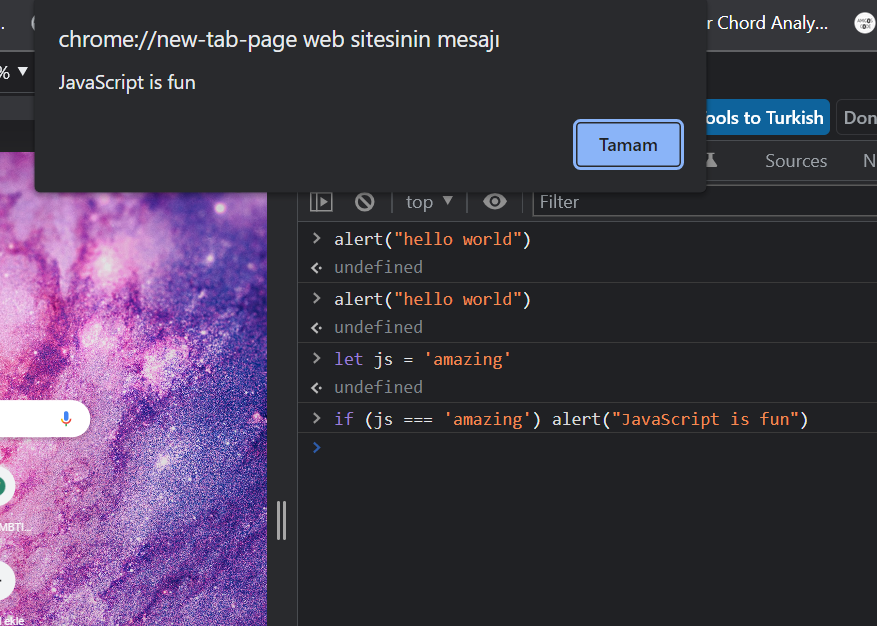 r Chord Analy...
chrome://new-tab-page web sitesinin mesajı
% ▼
JavaScript is fun
Tamam
ools to Turkish
Don
Sources
N
top ▼
Filter
> alert("hello world")
<· undefined
> alert("hello world")
<· undefined
> let js = 'amazing'
<· undefined
> if (js === 'amazing') alert("JavaScript is fun")
>
MBTI...
ekle